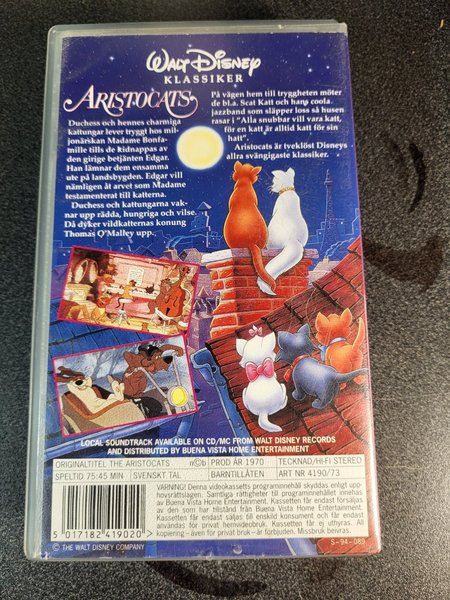 WALT DISNEY
KLASSIKER
ARISTOCATS
Duchess och hennes charmiga
kattungar lever tryggt hos mil-
jonärskan Madame Bonfa-
mille tills de kidnappas av
den girige betjänten Edgar.
Han lämnar dem ensamma
ute på landsbygden. Edgar vill
nämligen åt arvet som Madame
testamenterat till katterna.
Duchess och kattungarna vak-
nar upp rädda, hungriga och vilse.
Då dyker vildkatternas konung
Thomas O'Malley upp..
På vägen hem till tryggheten möter
de bl.a. Scat Katt och hans coola
jazzband som släpper loss så husen
rasar i "Alla snubbar vill vara katt,
för en katt är alltid katt för sin
hatt".
Aristocats är tveklöst Disneys
allra svängigaste klassiker.
LOCAL SOUNDTRACK AVAILABLE ON CD/MC FROM WALT DISNEY RECORDS
AND DISTRIBUTED BY BUENA VISTA HOME ENTERTAINMENT
ORIGINALTITEL THE ARISTOCATS
ncb
PROD ÅR 1970
TECKNAD/HI-FI STEREO
SPELTID 75:45 MIN
SVENSKT TAL
BARNTILLÅTEN
ART NR 4190/73
VARNING! Denna videokassetts programinnehåll skyddas enligt upp-
hovsrättslagen. Samtliga rättigheter till programinnehållet innehas
av Buena Vista Home Entertainment. Kassetten får endast försäljas
av den som har tillstånd från Buena Vista Home Entertainment.
Kassetten får endast säljas till enskild konsument och får endast
användas för privat hemvideobruk. Kassetten får ej uthyras. All
kopiering - även för privat bruk - är förbjuden. Missbruk beivras.
5 017182 419020
© THE WALT DISNEY COMPANY
S-94-089